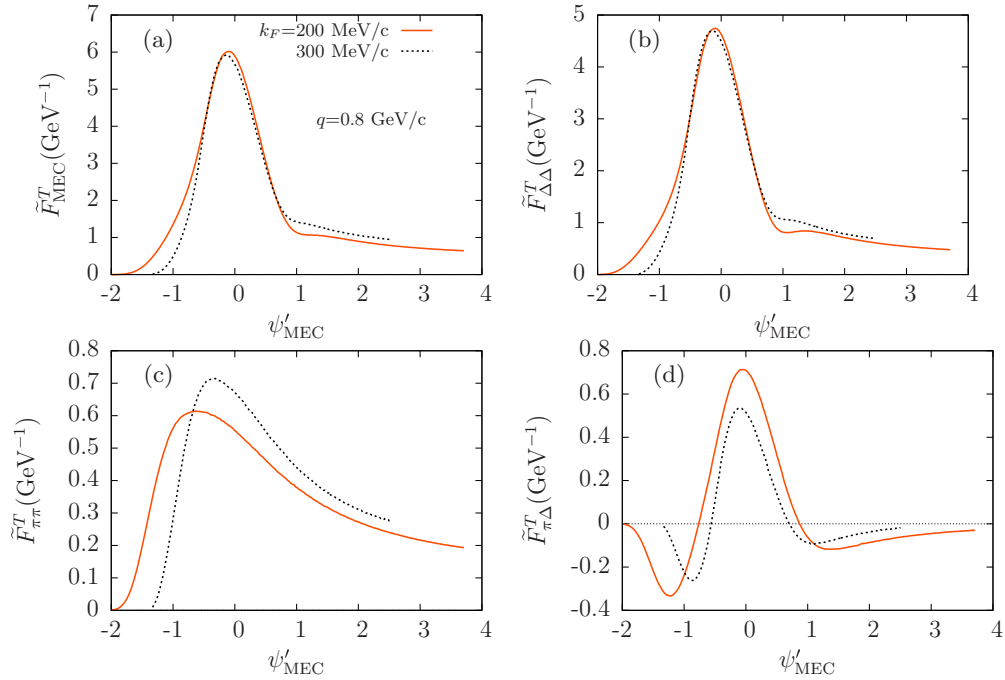 (a)
k_F=200 MeV/c
300 MeV/c
q=0.8 GeV/c
F̃^T_MEC(GeV⁻¹)
7
6
5
4
3
2
1
0
-2 -1 0 1 2 3 4
ψ′_MEC
(b)
F̃^T_ΔΔ(GeV⁻¹)
5
4
3
2
1
0
-2 -1 0 1 2 3 4
ψ′_MEC
(c)
F̃^T_ππ(GeV⁻¹)
0.8
0.7
0.6
0.5
0.4
0.3
0.2
0.1
0
-2 -1 0 1 2 3 4
ψ′_MEC
(d)
F̃^T_πΔ(GeV⁻¹)
0.8
0.6
0.4
0.2
0
-0.2
-0.4
-2 -1 0 1 2 3 4
ψ′_MEC